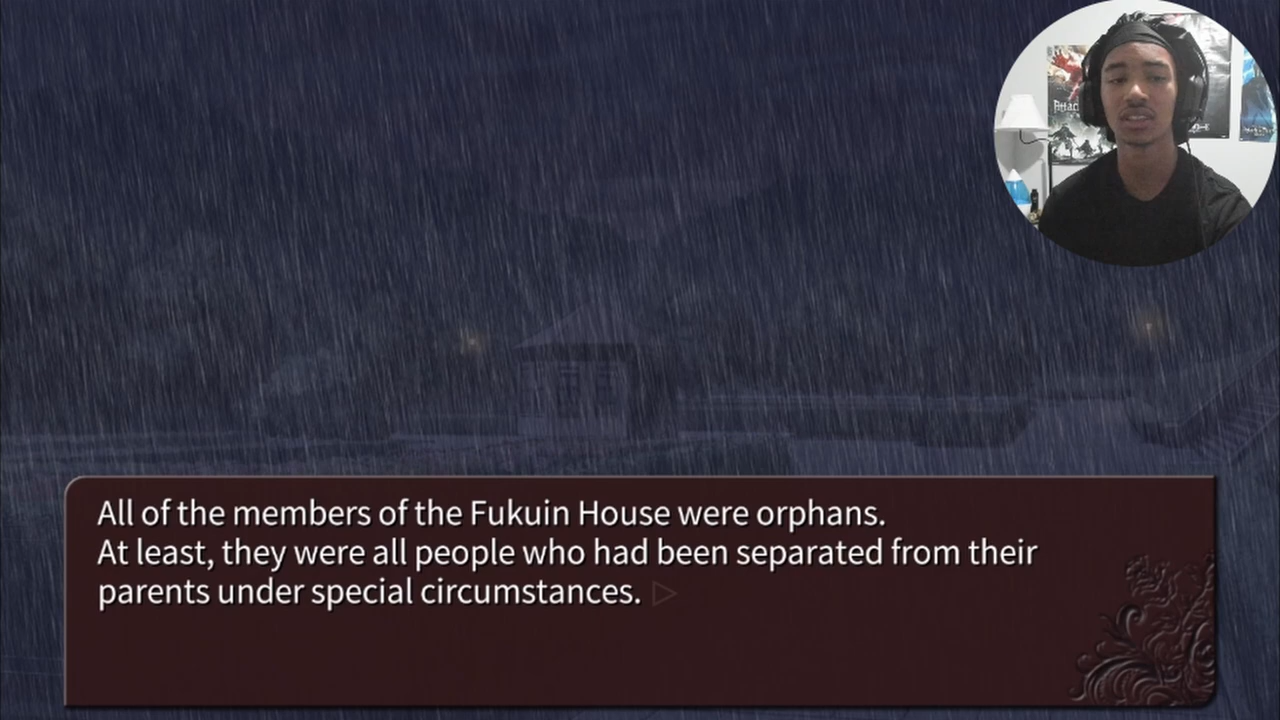 All of the members of the Fukuin House were orphans.
At least, they were all people who had been separated from their
parents under special circumstances.
Attac